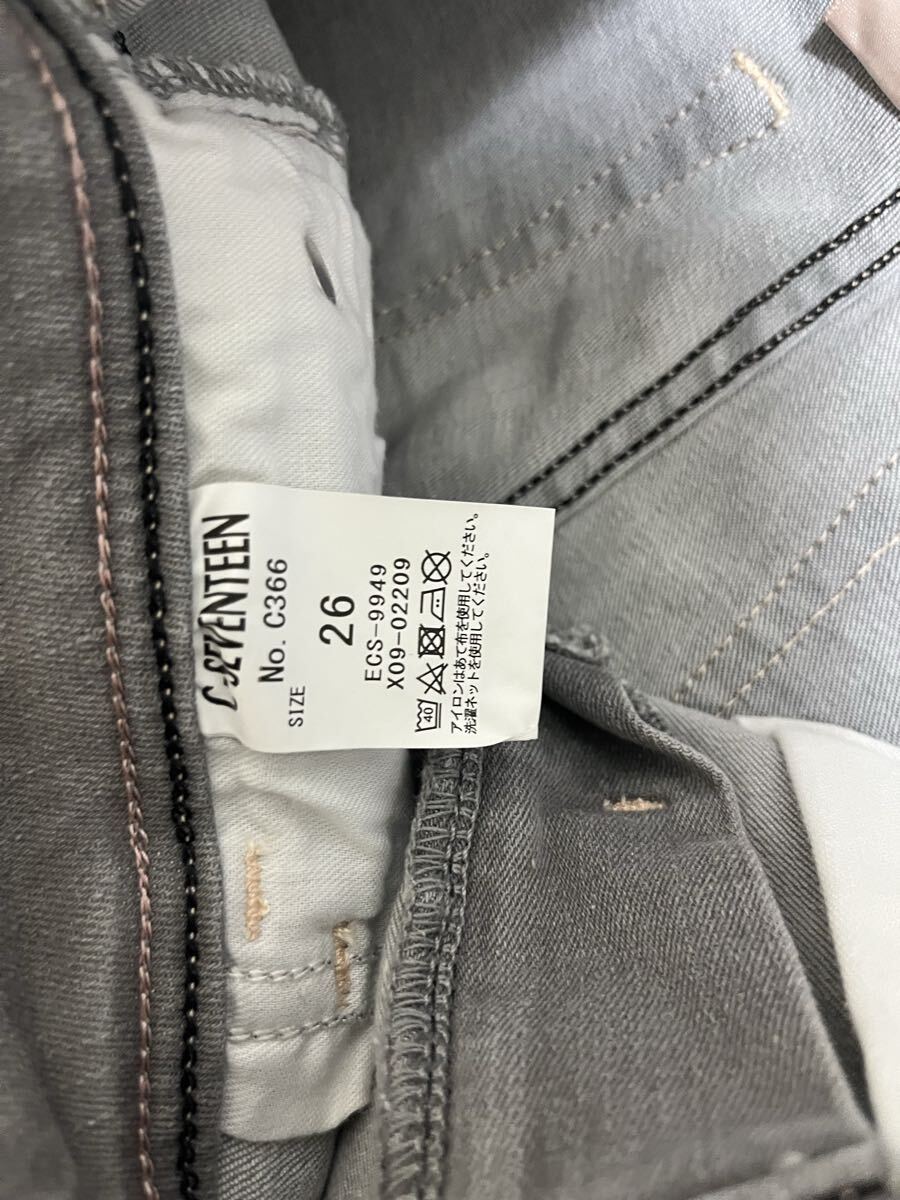 SEVENTEEN
No. C366
SIZE 26
ECS-9949
X09-02209
40
アイロンはあて布を使用してください。
洗濯ネットを使用してください。